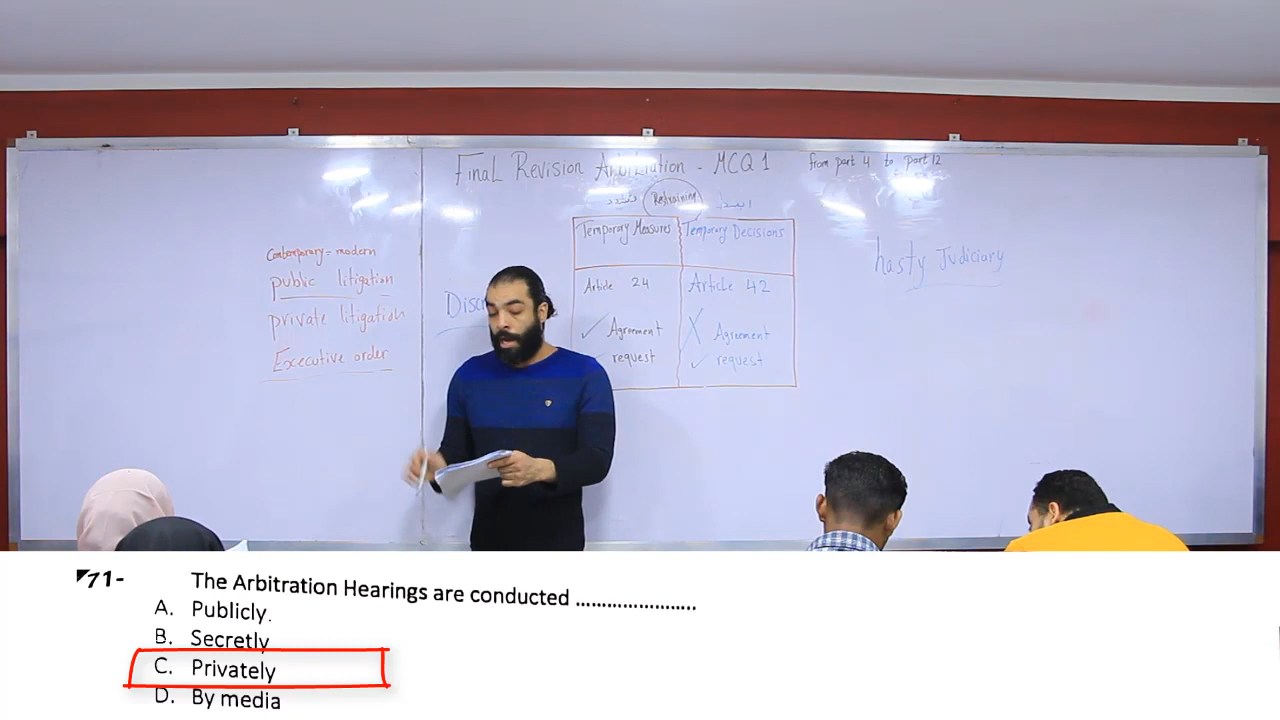 Final Revision Arbitration - MCQ 1 from part 4 to part 12
Restraining
Temporary Measures
Temporary Decisions
Article 24
Article 42
✓ Agreement
X Agreement
request
✓ request
Contemporary = modern
public litigation
private litigation
Executive order
hasty Judiciary
71- The Arbitration Hearings are conducted .......................
A. Publicly.
B. Secretly
C. Privately
D. By media